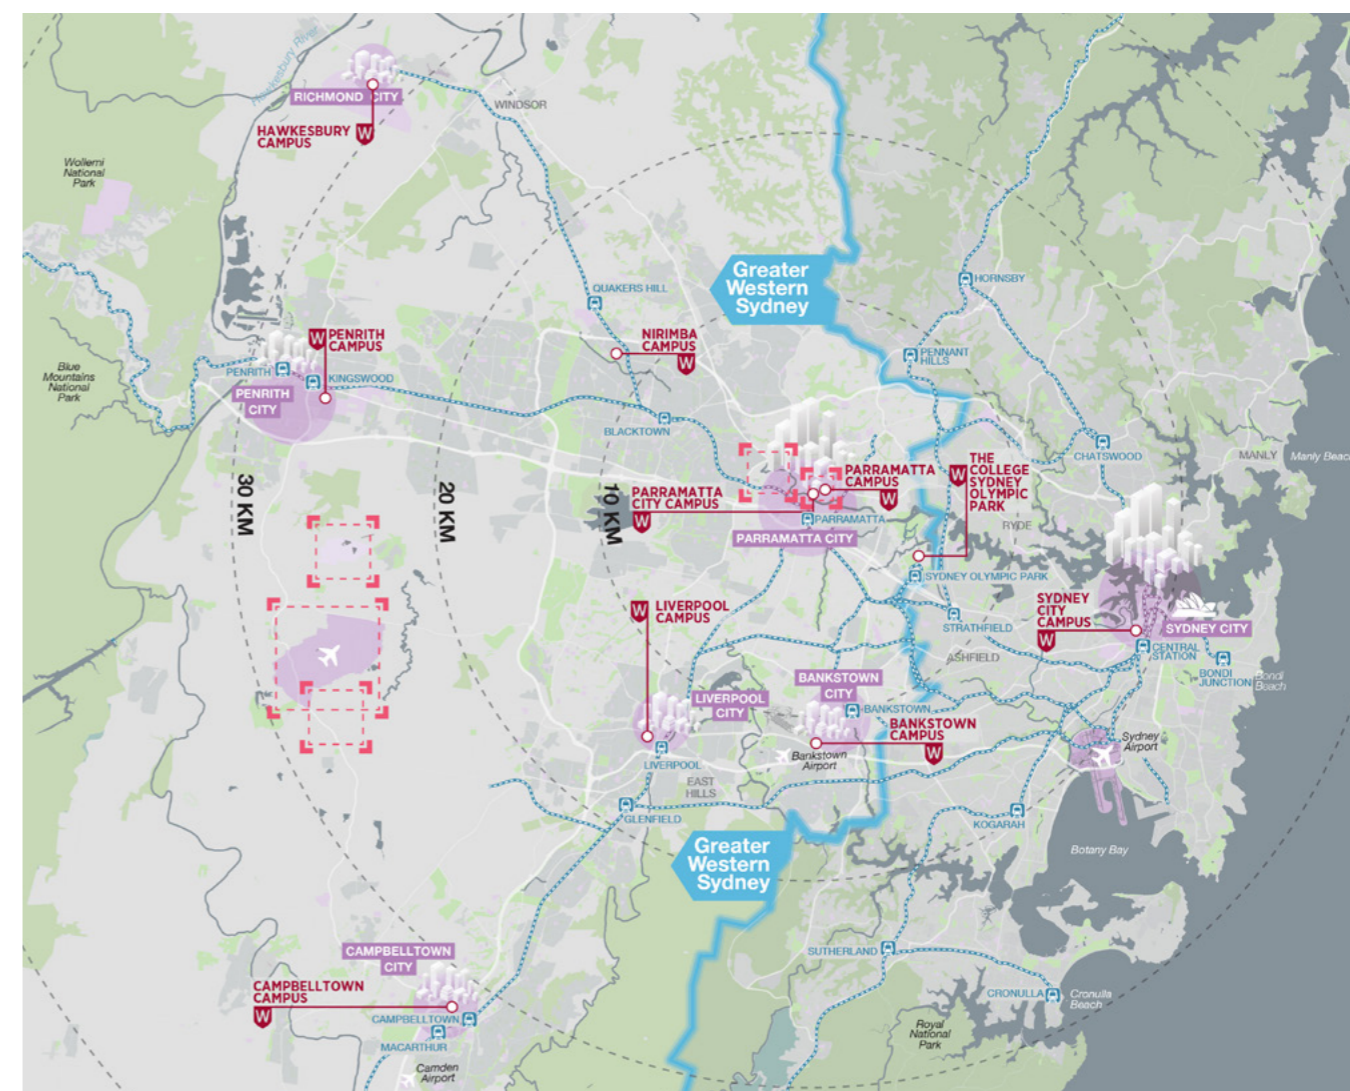 Hawkesbury River
RICHMOND CITY
WINDSOR
HAWKESBURY
CAMPUS
W
Wollemi
National
Park
Greater
Western
Sydney
HORNSBY
QUAKERS HILL
PENRITH
CAMPUS
W
NIRIMBA
CAMPUS
W
PENNANT
HILLS
Blue
Mountains
National
Park
PENRITH
KINGSWOOD
PENRITH
CITY
BLACKTOWN
CHATSWOOD
MANLY
Manly Beach
THE
COLLEGE
SYDNEY
OLYMPIC
PARK
W
PARRAMATTA
CAMPUS
W
30 KM
20 KM
10 KM
PARRAMATTA
CITY CAMPUS
W
PARRAMATTA
RYDE
PARRAMATTA CITY
SYDNEY OLYMPIC PARK
W
LIVERPOOL
CAMPUS
SYDNEY
CITY
CAMPUS
W
STRATHFIELD
SYDNEY CITY
CENTRAL
STATION
ASHFIELD
BONDI
JUNCTION
Bondi
Beach
BANKSTOWN
CITY
LIVERPOOL
CITY
BANKSTOWN
BANKSTOWN
CAMPUS
W
Sydney
Airport
Bankstown
Airport
LIVERPOOL
EAST
HILLS
GLENFIELD
KOGARAH
Greater
Western
Sydney
Botany Bay
CAMPBELLTOWN
CITY
SUTHERLAND
CAMPBELLTOWN
CAMPUS
W
CRONULLA
Cronulla
Beach
CAMPBELLTOWN
MACARTHUR
Royal
National
Park
Camden
Airport